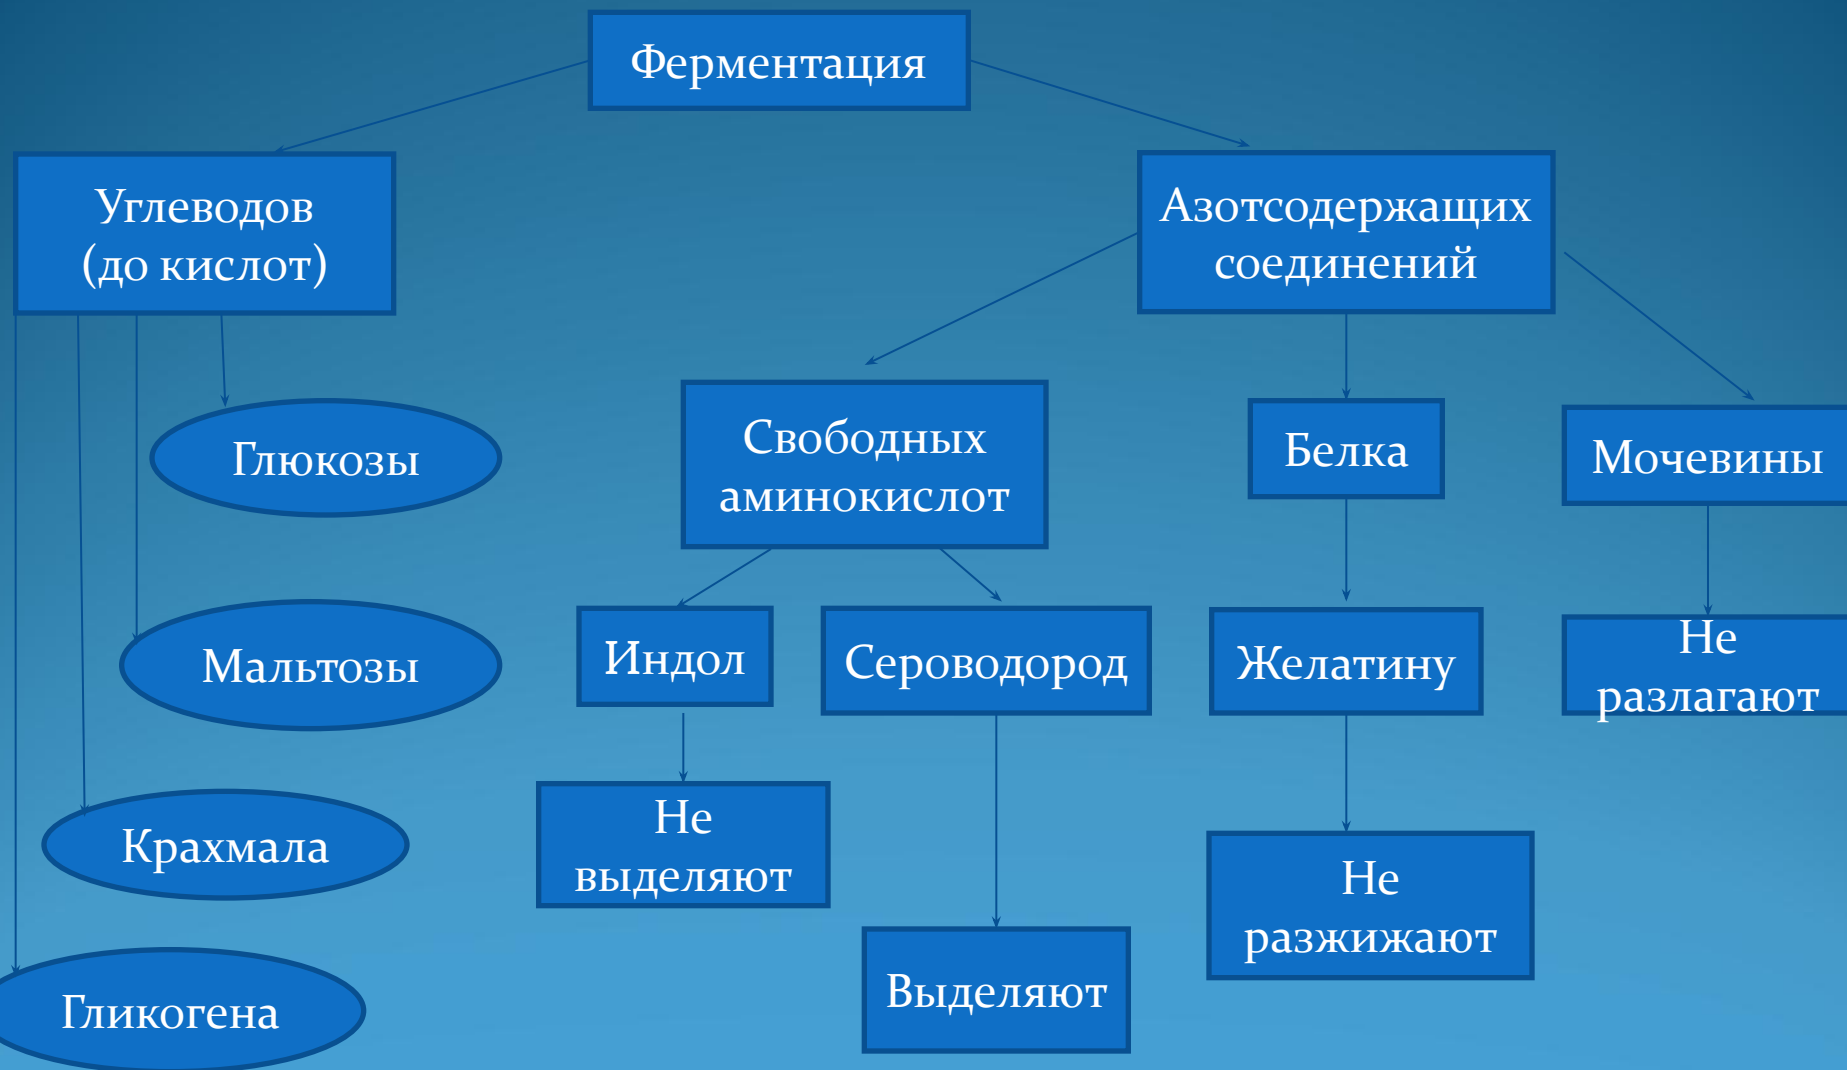 Ферментация
Углеводов
(до кислот)
Азотсодержащих
соединений
Глюкозы
Свободных
аминокислот
Белка
Мочевины
Мальтозы
Индол
Сероводород
Желатину
Не
разлагают
Крахмала
Не
выделяют
Не
разжижают
Гликогена
Выделяют